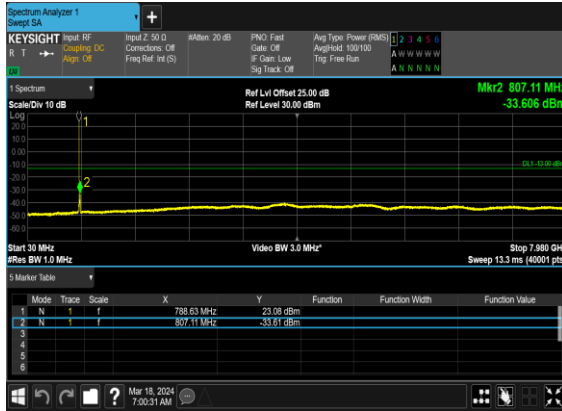 Spectrum Analyzer 1
Swept SA
+
KEYSIGHT Input: RF Input Z: 50 Ω #Atten: 20 dB PNO: Fast Avg Type: Power (RMS) 1 2 3 4 5 6
R T Coupling: DC Corrections: Off Gate: Off Avg|Hold: 100/100 A W W W W W
Align: Off Freq Ref: Int (S) IF Gain: Low Trig: Free Run
LU Sig Track: Off A N N N N N
1 Spectrum Ref Lvl Offset 25.00 dB Mkr2 807.11 MHz
Scale/Div 10 dB Ref Level 30.00 dBm -33.606 dBm
Log
20.0
10.0
0.00
-10.0
-20.0
-30.0
-40.0
-50.0
-60.0
1
DL1 -13.00 dBm
2
Start 30 MHz Video BW 3.0 MHz* Stop 7.980 GHz
#Res BW 1.0 MHz Sweep 13.3 ms (40001 pts)
5 Marker Table
Mode Trace Scale X Y Function Function Width Function Value
1 N 1 f 788.63 MHz 23.08 dBm
2 N 1 f 807.11 MHz -33.61 dBm
3
4
5
6
? Mar 18, 2024
7:00:31 AM